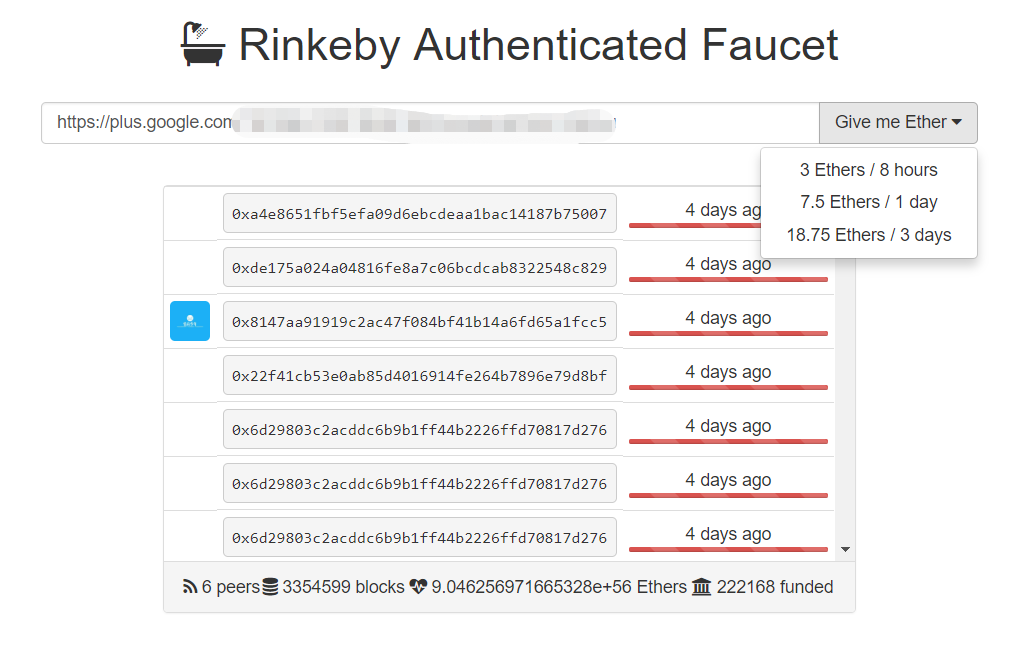 Rinkeby Authenticated Faucet
https://plus.google.com
Give me Ether
3 Ethers / 8 hours
7.5 Ethers / 1 day
18.75 Ethers / 3 days
0xa4e8651fbf5efa09d6ebcdeaa1bac14187b75007 4 days ag
0xde175a024a04816fe8a7c06bcdcab8322548c829 4 days ago
0x8147aa91919c2ac47f084bf41b14a6fd65a1fcc5 4 days ago
0x22f41cb53e0ab85d4016914fe264b7896e79d8bf 4 days ago
0x6d29803c2acddc6b9b1ff44b2226ffd70817d276 4 days ago
0x6d29803c2acddc6b9b1ff44b2226ffd70817d276 4 days ago
0x6d29803c2acddc6b9b1ff44b2226ffd70817d276 4 days ago
6 peers 3354599 blocks 9.046256971665328e+56 Ethers 222168 funded